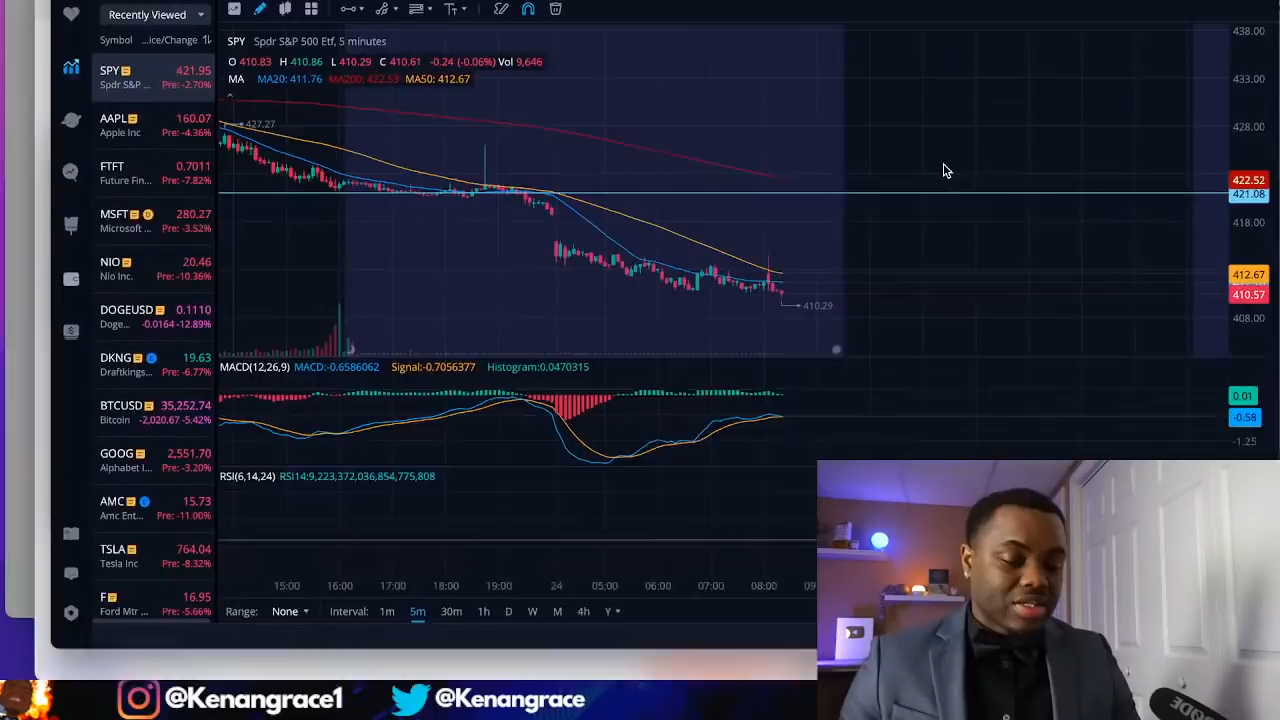 Recently Viewed
Symbol ...ice/Change
SPY 421.95
Spdr S&P ... Pre: -2.70%
AAPL 160.07
Apple Inc Pre: -4.36%
FTFT 0.7011
Future Fin... Pre: -7.82%
MSFT D 280.27
Microsoft ... Pre: -3.52%
NIO 20.46
Nio Inc. Pre: -10.36%
DOGEUSD 0.1110
Doge... -0.0164 -12.89%
DKNG 19.63
Draftkings... Pre: -6.77%
BTCUSD 35,252.74
Bitcoin -2,020.67 -5.42%
GOOG 2,551.70
Alphabet I... Pre: -3.20%
AMC 15.73
Amc Ent... Pre: -11.00%
TSLA 764.04
Tesla Inc Pre: -8.32%
F 16.95
Ford Mtr ... Pre: -5.66%
SPY Spdr S&P 500 Etf, 5 minutes
O 410.83 H 410.86 L 410.29 C 410.61 -0.24 (-0.06%) Vol 9,646
MA MA20: 411.76 MA200: 422.53 MA50: 412.67
427.27
410.29
438.00
433.00
428.00
422.52
421.08
418.00
412.67
410.57
408.00
MACD(12,26,9) MACD:-0.6586062 Signal:-0.7056377 Histogram:0.0470315
0.01
-0.58
-1.25
RSI(6,14,24) RSI14:9,223,372,036,854,775,808
15:00 16:00 17:00 18:00 19:00 24 05:00 06:00 07:00 08:00 09
Range: None Interval: 1m 5m 30m 1h D W M 4h Y
@Kenangrace1 @Kenangrace